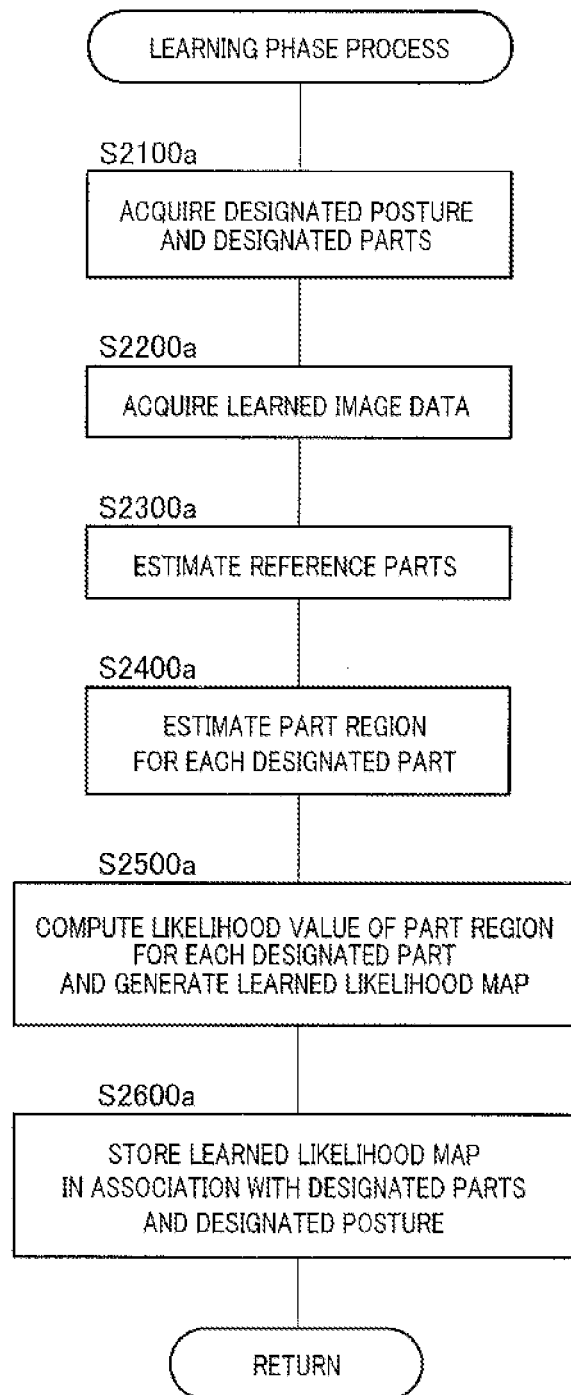 LEARNING PHASE PROCESS
S2100a
ACQUIRE DESIGNATED POSTURE
AND DESIGNATED PARTS
S2200a
ACQUIRE LEARNED IMAGE DATA
S2300a
ESTIMATE REFERENCE PARTS
S2400a
ESTIMATE PART REGION
FOR EACH DESIGNATED PART
S2500a
COMPUTE LIKELIHOOD VALUE OF PART REGION
FOR EACH DESIGNATED PART
AND GENERATE LEARNED LIKELIHOOD MAP
S2600a
STORE LEARNED LIKELIHOOD MAP
IN ASSOCIATION WITH DESIGNATED PARTS
AND DESIGNATED POSTURE
RETURN